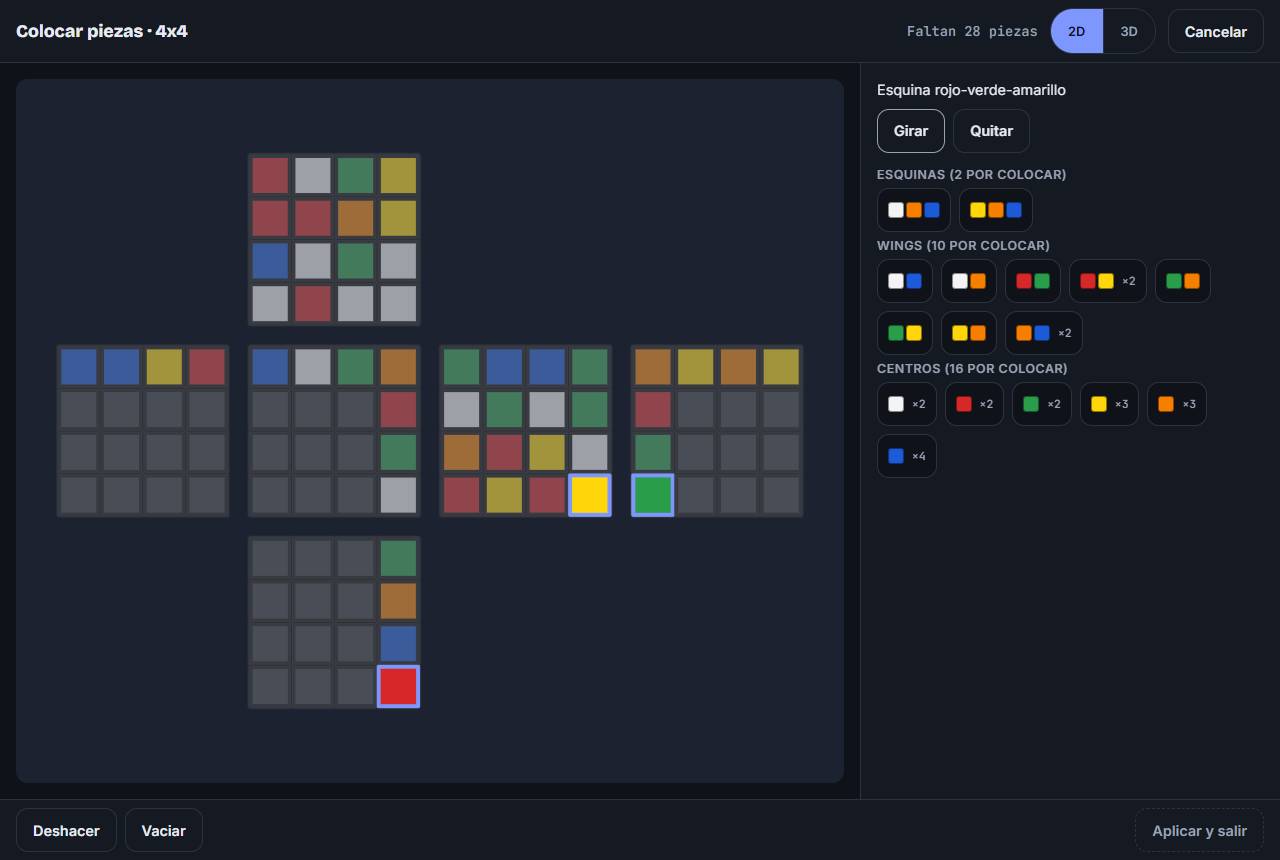 Colocar piezas · 4x4
Faltan 28 piezas
2D
3D
Cancelar
Esquina rojo-verde-amarillo
Girar
Quitar
ESQUINAS (2 POR COLOCAR)
WINGS (10 POR COLOCAR)
×2
×2
CENTROS (16 POR COLOCAR)
×2
×2
×2
×3
×3
×4
Deshacer
Vaciar
Aplicar y salir